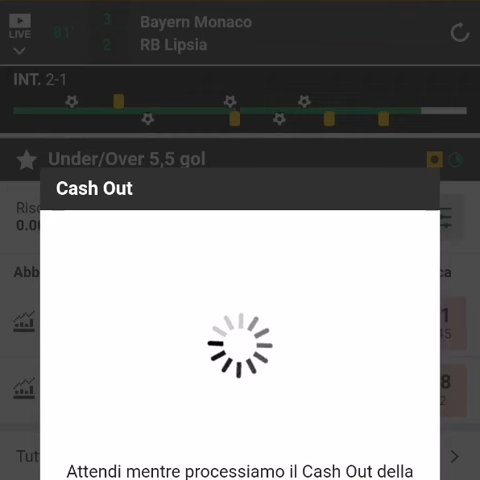 LIVE
81'
3
Bayern Monaco
2
RB Lipsia
INT. 2-1
Under/Over 5,5 gol
Cash Out
Attendi mentre processiamo il Cash Out della